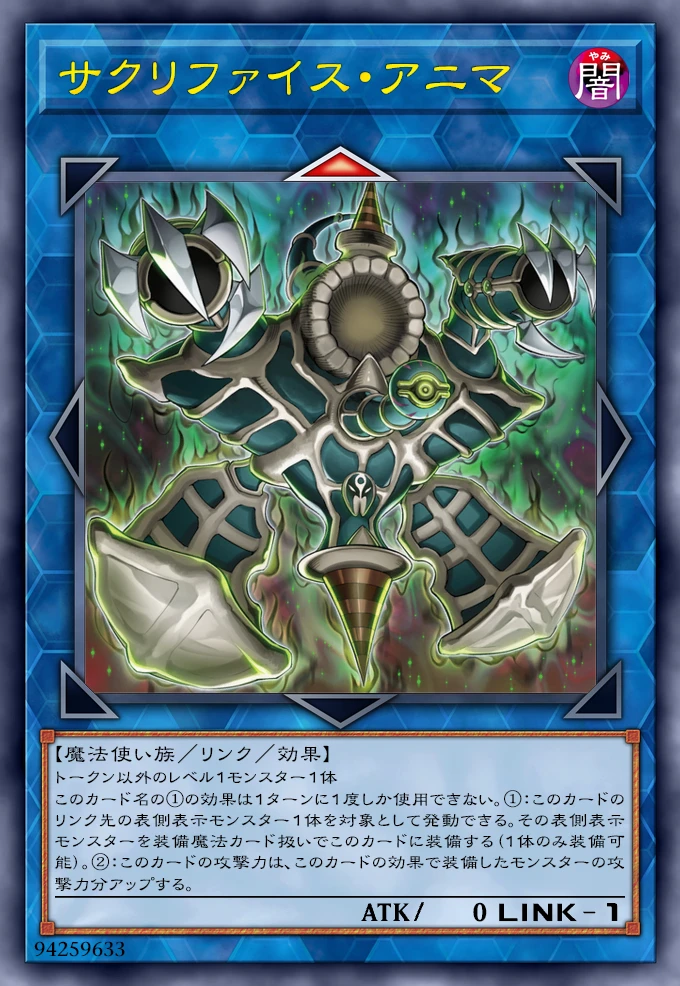 サクリファイス・アニマ
やみ
闇
【魔法使い族／リンク／効果】
トークン以外のレベル1モンスター1体
このカード名の①の効果は1ターンに1度しか使用できない。①：このカードの
リンク先の表側表示モンスター1体を対象として発動できる。その表側表示
モンスターを装備魔法カード扱いでこのカードに装備する（1体のみ装備可
能）。②：このカードの攻撃力は、このカードの効果で装備したモンスターの攻
撃力分アップする。
ATK/ 0 LINK－1
94259633